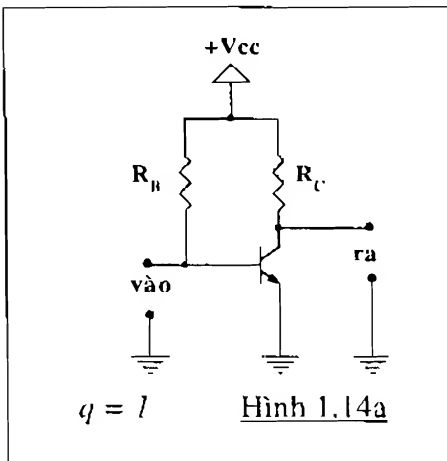 +Vcc
R_B R_C
vào ra
q = 1 Hình 1.14a